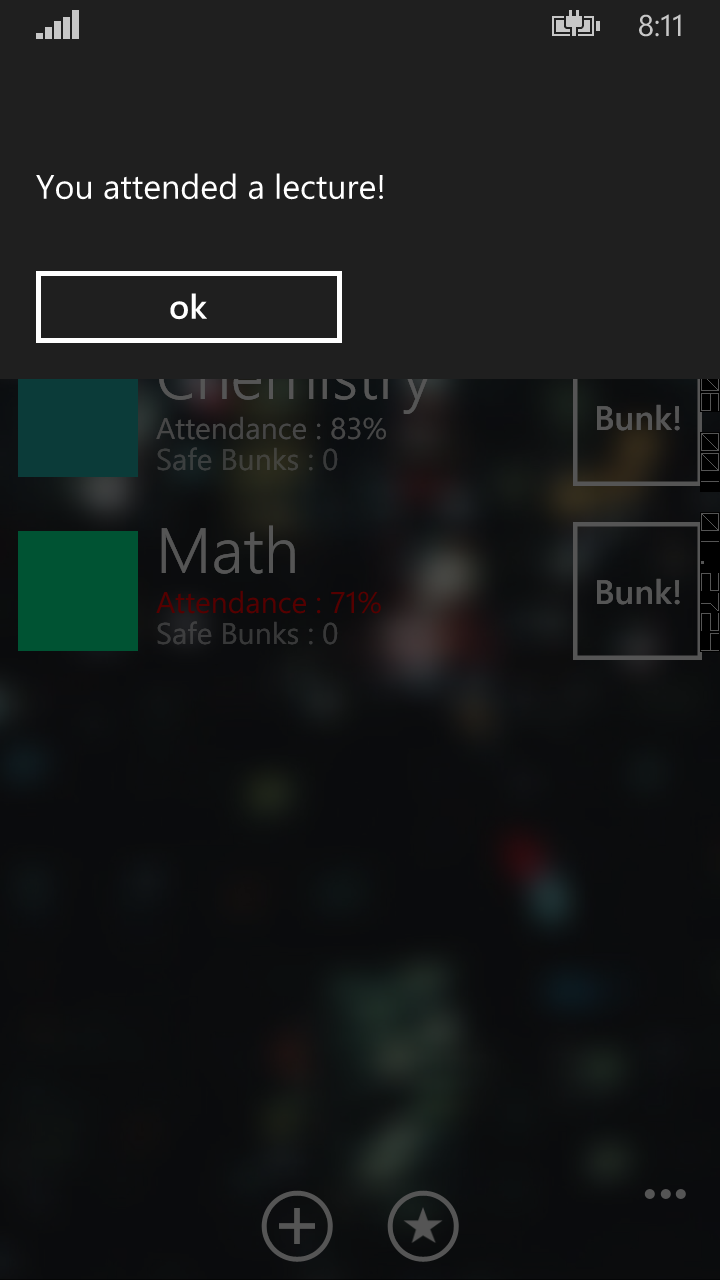 8:11
You attended a lecture!
ok
Chemistry
Attendance : 83%
Safe Bunks : 0
Bunk!
Math
Attendance : 71%
Safe Bunks : 0
Bunk!